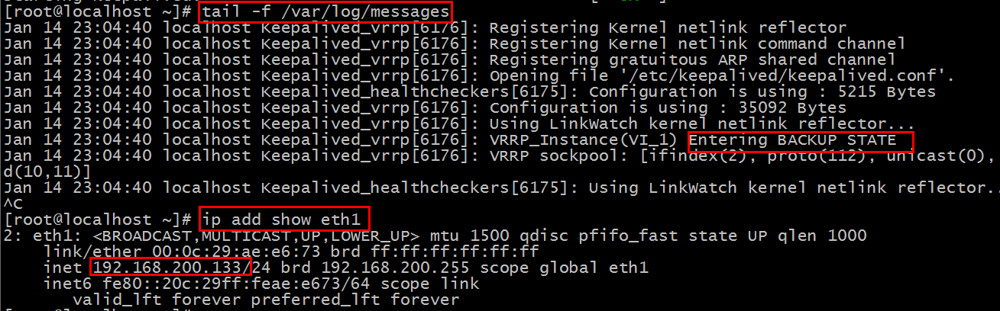 [root@localhost ~]# tail -f /var/log/messages
Jan 14 23:04:40 localhost Keepalived_vrrp[6176]: Registering Kernel netlink reflector
Jan 14 23:04:40 localhost Keepalived_vrrp[6176]: Registering Kernel netlink command channel
Jan 14 23:04:40 localhost Keepalived_vrrp[6176]: Registering gratuitous ARP shared channel
Jan 14 23:04:40 localhost Keepalived_vrrp[6176]: Opening file '/etc/keepalived/keepalived.conf'.
Jan 14 23:04:40 localhost Keepalived_healthcheckers[6175]: Configuration is using : 5215 Bytes
Jan 14 23:04:40 localhost Keepalived_vrrp[6176]: Configuration is using : 35092 Bytes
Jan 14 23:04:40 localhost Keepalived_vrrp[6176]: Using LinkWatch kernel netlink reflector...
Jan 14 23:04:40 localhost Keepalived_vrrp[6176]: VRRP_Instance(VI_1) Entering BACKUP STATE
Jan 14 23:04:40 localhost Keepalived_vrrp[6176]: VRRP sockpool: [ifindex(2), proto(112), unicast(0),
d(10,11)]
Jan 14 23:04:40 localhost Keepalived_healthcheckers[6175]: Using LinkWatch kernel netlink reflector..
^C
[root@localhost ~]# ip add show eth1
2: eth1: <BROADCAST,MULTICAST,UP,LOWER_UP> mtu 1500 qdisc pfifo_fast state UP qlen 1000
link/ether 00:0c:29:ae:e6:73 brd ff:ff:ff:ff:ff:ff
inet 192.168.200.133/24 brd 192.168.200.255 scope global eth1
inet6 fe80::20c:29ff:feae:e673/64 scope link
valid_lft forever preferred_lft forever